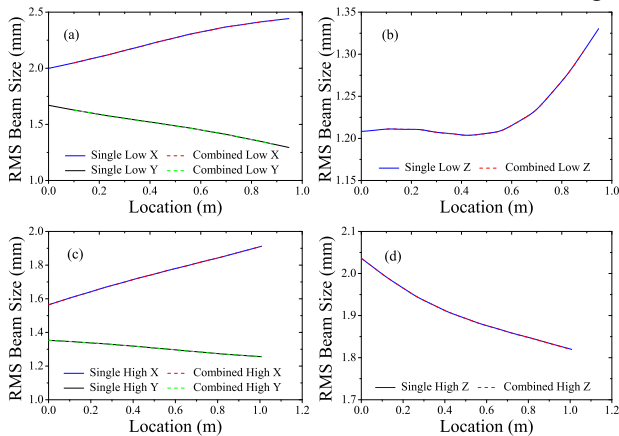 (a)
RMS Beam Size (mm)
2.5
2.0
1.5
1.0
Single Low X
Combined Low X
Single Low Y
Combined Low Y
0.0 0.2 0.4 0.6 0.8 1.0 1.2
Location (m)
(b)
RMS Beam Size (mm)
1.35
1.30
1.25
1.20
1.15
Single Low Z
Combined Low Z
0.0 0.2 0.4 0.6 0.8 1.0
Location (m)
(c)
RMS Beam Size (mm)
2.0
1.8
1.6
1.4
1.2
1.0
Single High X
Combined High X
Single High Y
Combined High Y
0.0 0.2 0.4 0.6 0.8 1.0 1.2
Location (m)
(d)
RMS Beam Size (mm)
2.1
2.0
1.9
1.8
1.7
Single High Z
Combined High Z
0.0 0.2 0.4 0.6 0.8 1.0 1.2
Location (m)